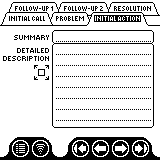 FOLLOW-UP 1 FOLLOW-UP 2 RESOLUTION
INITIAL CALL PROBLEM INITIAL ACTION
SUMMARY
DETAILED
DESCRIPTION